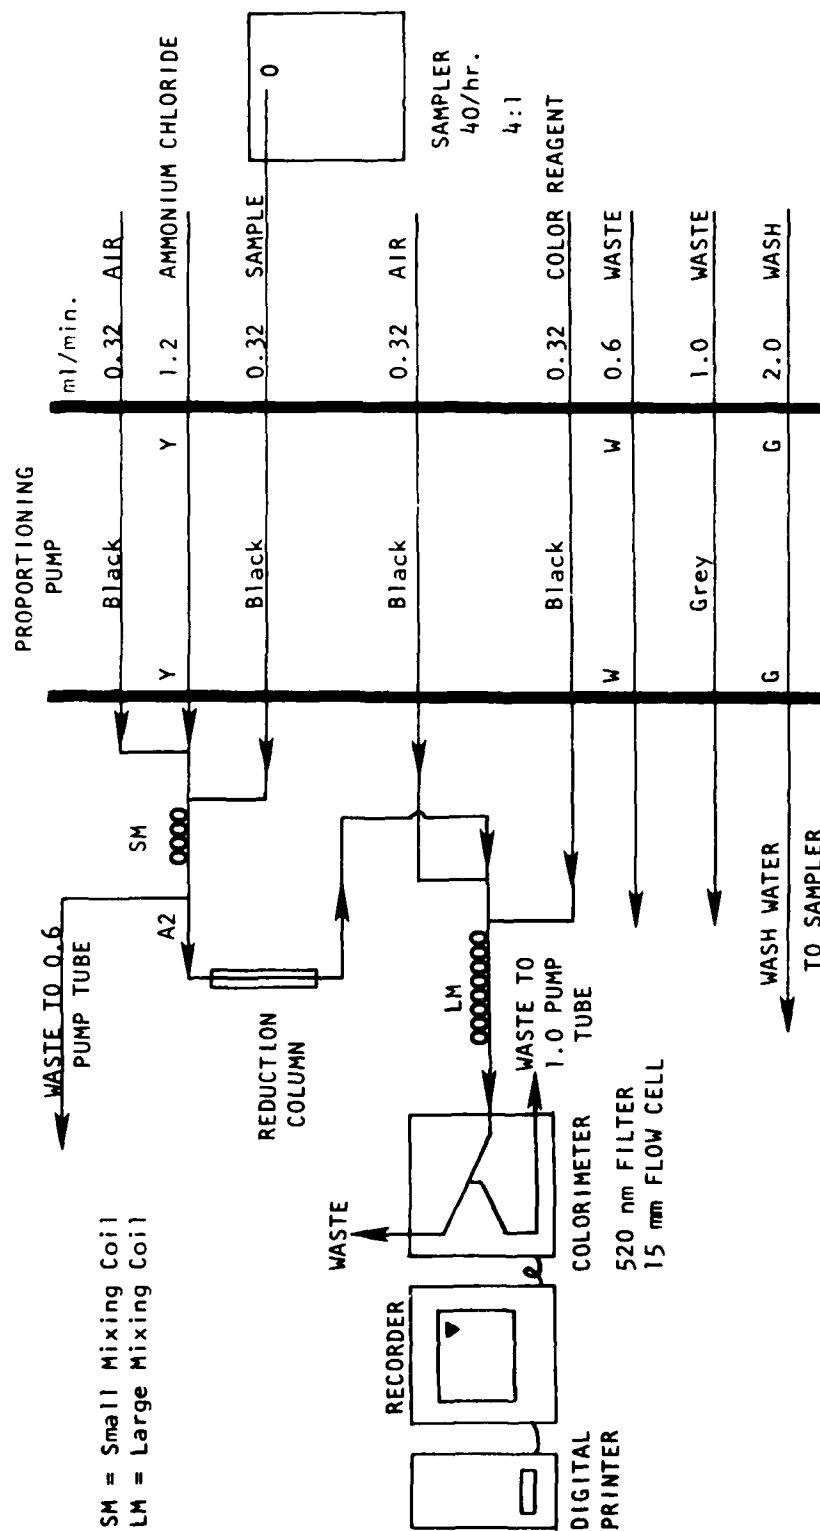 PROPORTIONING
PUMP
ml/min.
Black
0.32 AIR
Y
Y
1.2 AMMONIUM CHLORIDE
Black
0.32 SAMPLE
O
SAMPLER
40/hr.
4:1
Black
0.32 AIR
Black
0.32 COLOR REAGENT
W
W
0.6 WASTE
Grey
1.0 WASTE
G
G
2.0 WASH
WASTE TO 0.6
PUMP TUBE
SM
A2
REDUCTION
COLUMN
LM
WASTE TO
1.0 PUMP
TUBE
WASH WATER
TO SAMPLER
SM = Small Mixing Coil
LM = Large Mixing Coil
WASTE
COLORIMETER
520 nm FILTER
15 mm FLOW CELL
RECORDER
DIGITAL
PRINTER